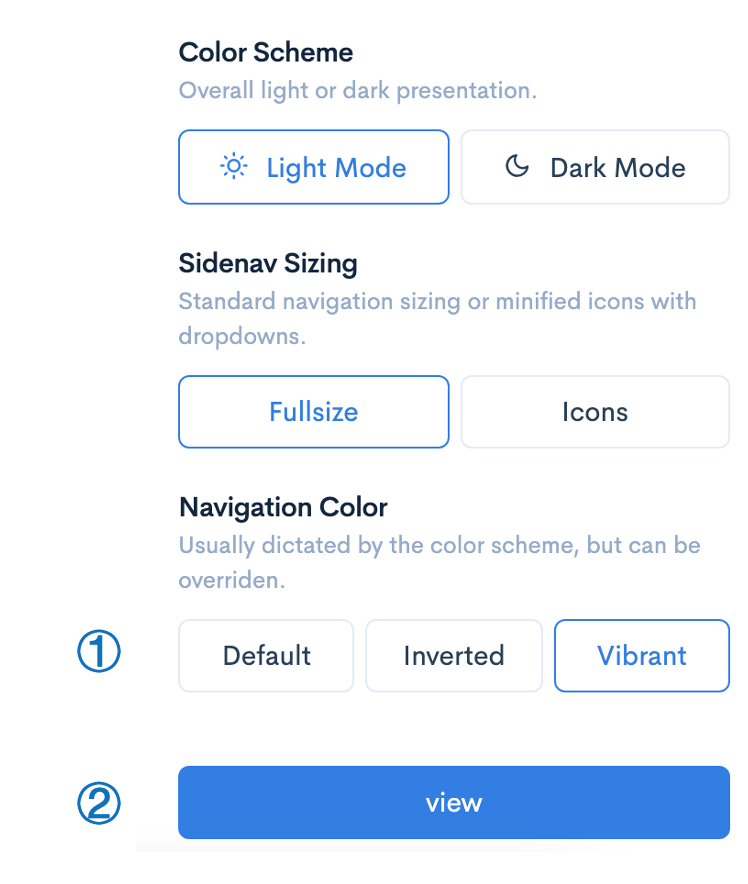 Color Scheme
Overall light or dark presentation.
Light Mode
Dark Mode
Sidenav Sizing
Standard navigation sizing or minified icons with
dropdowns.
Fullsize
Icons
Navigation Color
Usually dictated by the color scheme, but can be
overriden.
① Default Inverted Vibrant
② view